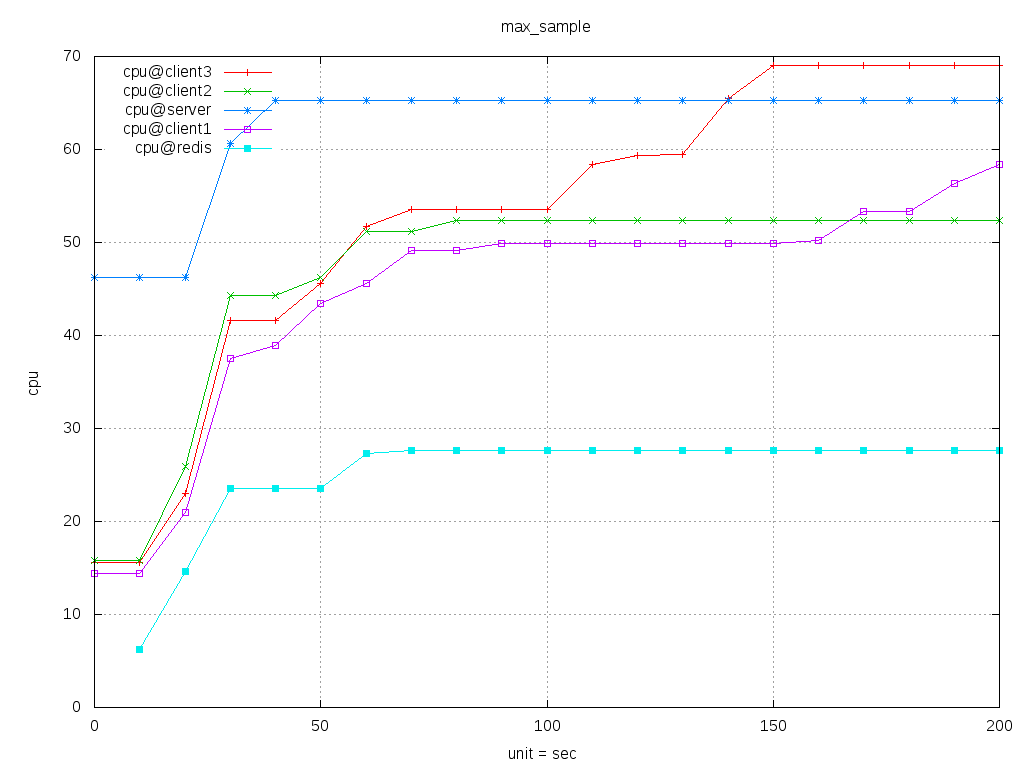 max_sample
70
60
50
40
30
20
10
0
cpu@client3
cpu@client2
cpu@server
cpu@client1
cpu@redis
cpu
0 50 100 150 200
unit = sec